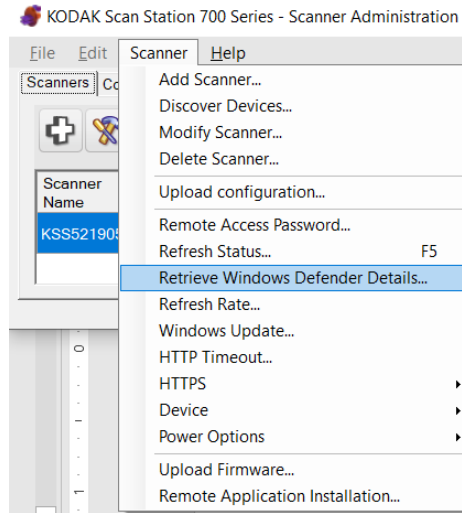 KODAK Scan Station 700 Series - Scanner Administration
File Edit Scanner Help
Scanners
Add Scanner...
Discover Devices...
Modify Scanner...
Delete Scanner...
Scanner
Name
Upload configuration...
KSS521905
Remote Access Password...
Refresh Status... F5
Retrieve Windows Defender Details...
Refresh Rate...
Windows Update...
HTTP Timeout...
HTTPS
Device
Power Options
Upload Firmware...
Remote Application Installation...
0
1